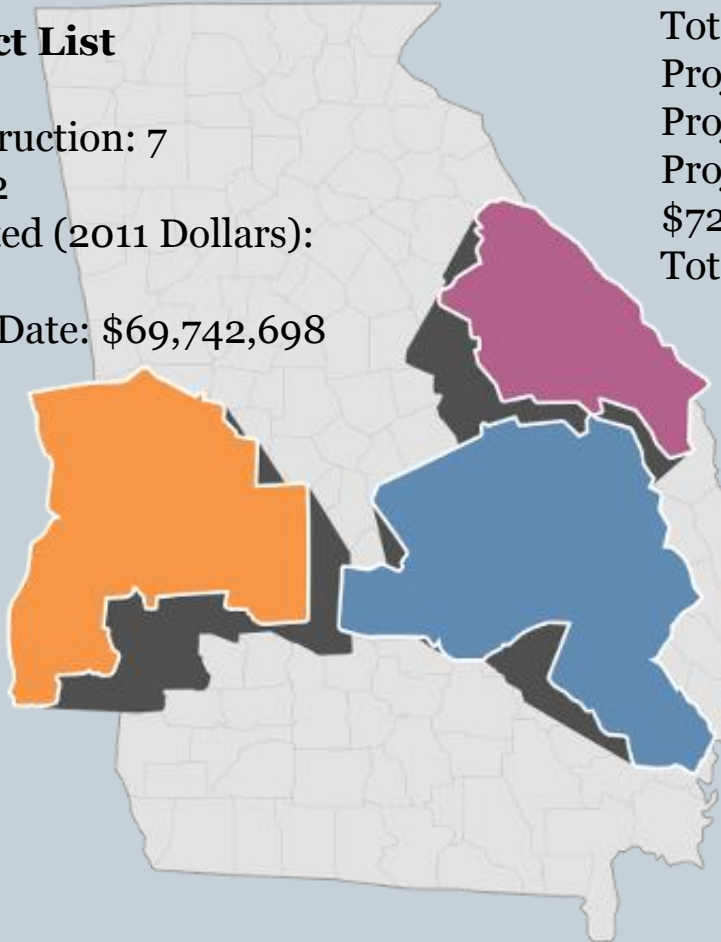 ct List
ruction: 7
2
ed (2011 Dollars):
Date: $69,742,698
Tot
Proj
Proj
Proj
$72
Tot